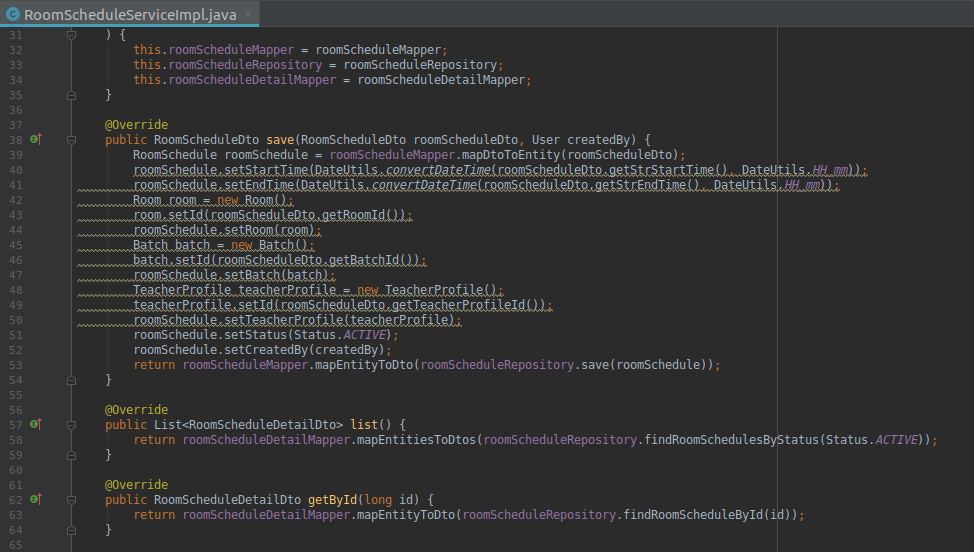 RoomScheduleServiceImpl.java
31 ) {
32 this.roomScheduleMapper = roomScheduleMapper;
33 this.roomScheduleRepository = roomScheduleRepository;
34 this.roomScheduleDetailMapper = roomScheduleDetailMapper;
35 }
36
37 @Override
38 public RoomScheduleDto save(RoomScheduleDto roomScheduleDto, User createdBy) {
39 RoomSchedule roomSchedule = roomScheduleMapper.mapDtoToEntity(roomScheduleDto);
40 roomSchedule.setStartTime(DateUtils.convertDateTime(roomScheduleDto.getStrStartTime(), DateUtils.HH_mm));
41 roomSchedule.setEndTime(DateUtils.convertDateTime(roomScheduleDto.getStrEndTime(), DateUtils.HH_mm));
42 Room room = new Room();
43 room.setId(roomScheduleDto.getRoomId());
44 roomSchedule.setRoom(room);
45 Batch batch = new Batch();
46 batch.setId(roomScheduleDto.getBatchId());
47 roomSchedule.setBatch(batch);
48 TeacherProfile teacherProfile = new TeacherProfile();
49 teacherProfile.setId(roomScheduleDto.getTeacherProfileId());
50 roomSchedule.setTeacherProfile(teacherProfile);
51 roomSchedule.setStatus(Status.ACTIVE);
52 roomSchedule.setCreatedBy(createdBy);
53 return roomScheduleMapper.mapEntityToDto(roomScheduleRepository.save(roomSchedule));
54 }
55
56 @Override
57 public List<RoomScheduleDetailDto> list() {
58 return roomScheduleDetailMapper.mapEntitiesToDtos(roomScheduleRepository.findRoomSchedulesByStatus(Status.ACTIVE));
59 }
60
61 @Override
62 public RoomScheduleDetailDto getById(long id) {
63 return roomScheduleDetailMapper.mapEntityToDto(roomScheduleRepository.findRoomScheduleById(id));
64 }
65